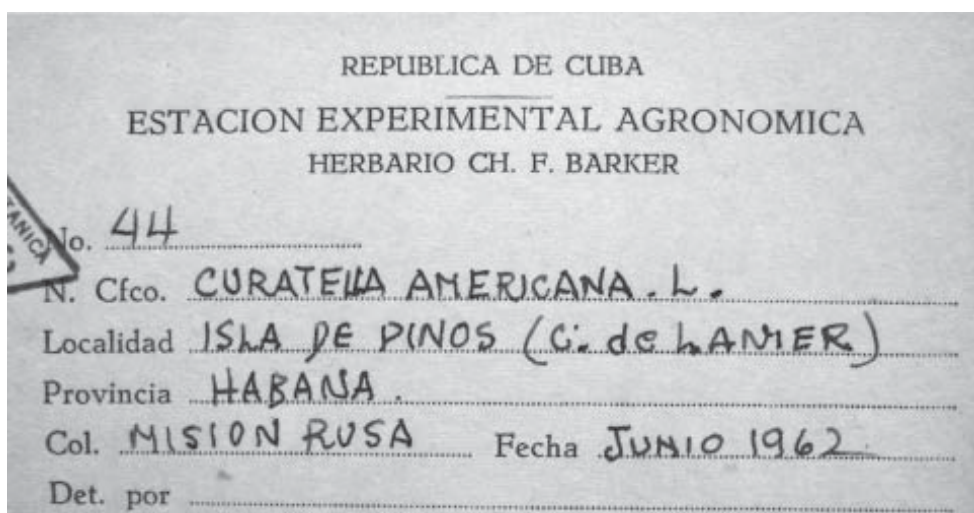 REPUBLICA DE CUBA
ESTACION EXPERIMENTAL AGRONOMICA
HERBARIO CH. F. BARKER
No. 44
N. Cfco. CURATELLA AMERICANA. L.
Localidad ISLA DE PINOS (C. de LANIER)
Provincia HABANA.
Col. MISION RUSA Fecha JUNIO 1962
Det. por